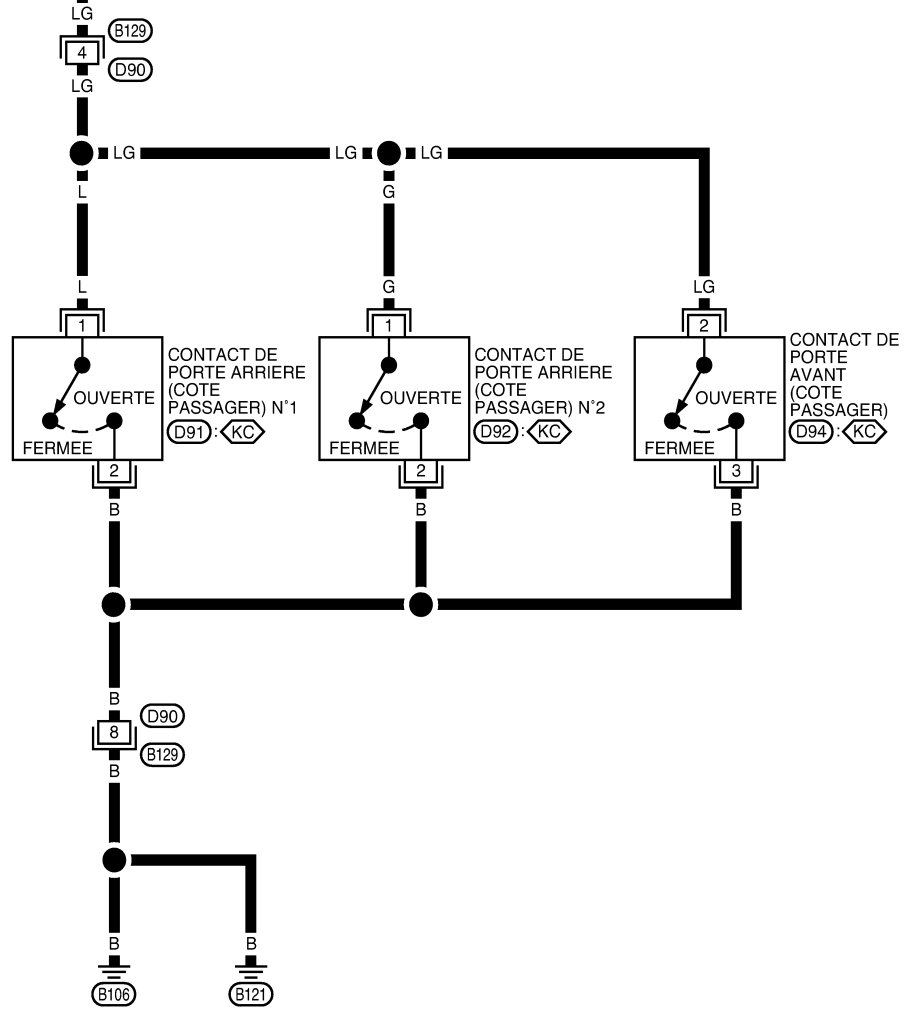 LG
B129
4
D90
LG
LG LG LG
L G
L G LG
1 1 2
CONTACT DE
PORTE ARRIERE
(COTE
PASSAGER) N°1
D91 : KC
OUVERTE
FERMEE
CONTACT DE
PORTE ARRIERE
(COTE
PASSAGER) N°2
D92 : KC
OUVERTE
FERMEE
CONTACT DE
PORTE
AVANT
(COTE
PASSAGER)
D94 : KC
OUVERTE
FERMEE
2 2 3
B B B
B
D90
8
B129
B
B B
B106 B121